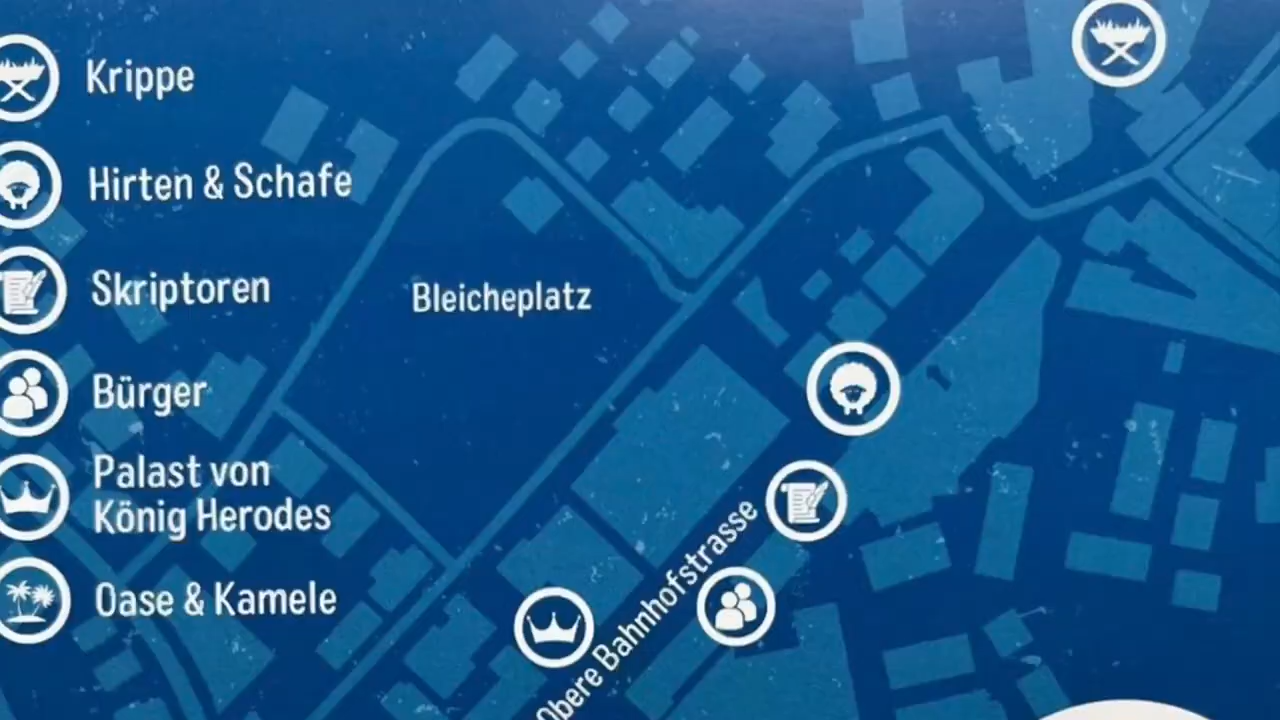 Krippe
Hirten & Schafe
Skriptoren
Bleicheplatz
Bürger
Palast von
König Herodes
Oase & Kamele
Obere Bahnhofstrasse